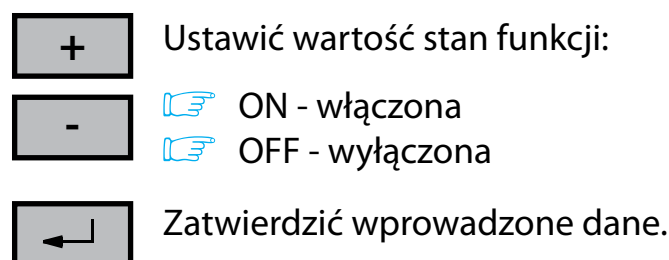 + Ustawić wartość stan funkcji:
- ON - włączona
OFF - wyłączona
Zatwierdzić wprowadzone dane.